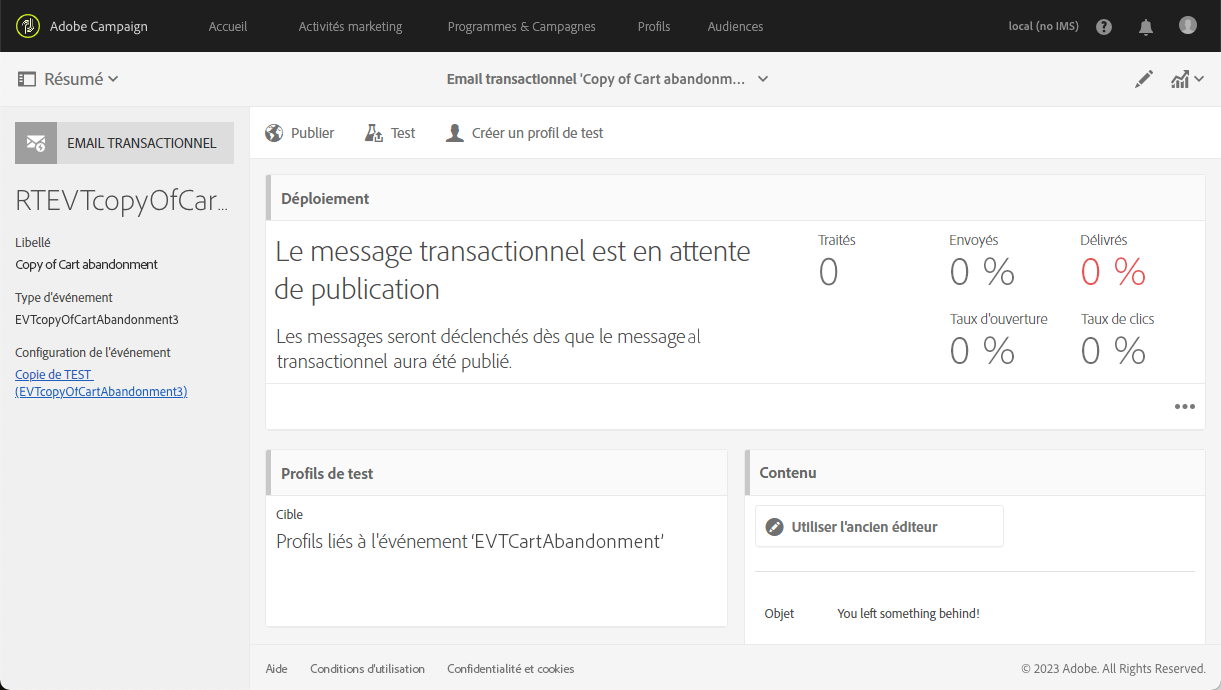 Adobe Campaign
Accueil
Activités marketing
Programmes & Campagnes
Profils
Audiences
local (no IMS)
Résumé
Email transactionnel 'Copy of Cart abandonm...
EMAIL TRANSACTIONNEL
RTEVTcopyOfCar...
Libellé
Copy of Cart abandonment
Type d'événement
EVTcopyOfCartAbandonment3
Configuration de l'événement
Copie de TEST
(EVTcopyOfCartAbandonment3)
Publier
Test
Créer un profil de test
Déploiement
Le message transactionnel est en attente
de publication
Les messages seront déclenchés dès que le message al
transactionnel aura été publié.
Traités
0
Envoyés
0 %
Délivrés
0 %
Taux d'ouverture
0 %
Taux de clics
0 %
Profils de test
Cible
Profils liés à l'événement ‘EVTCartAbandonment’
Contenu
Utiliser l'ancien éditeur
Objet
You left something behind!
Aide
Conditions d'utilisation
Confidentialité et cookies
© 2023 Adobe. All Rights Reserved.